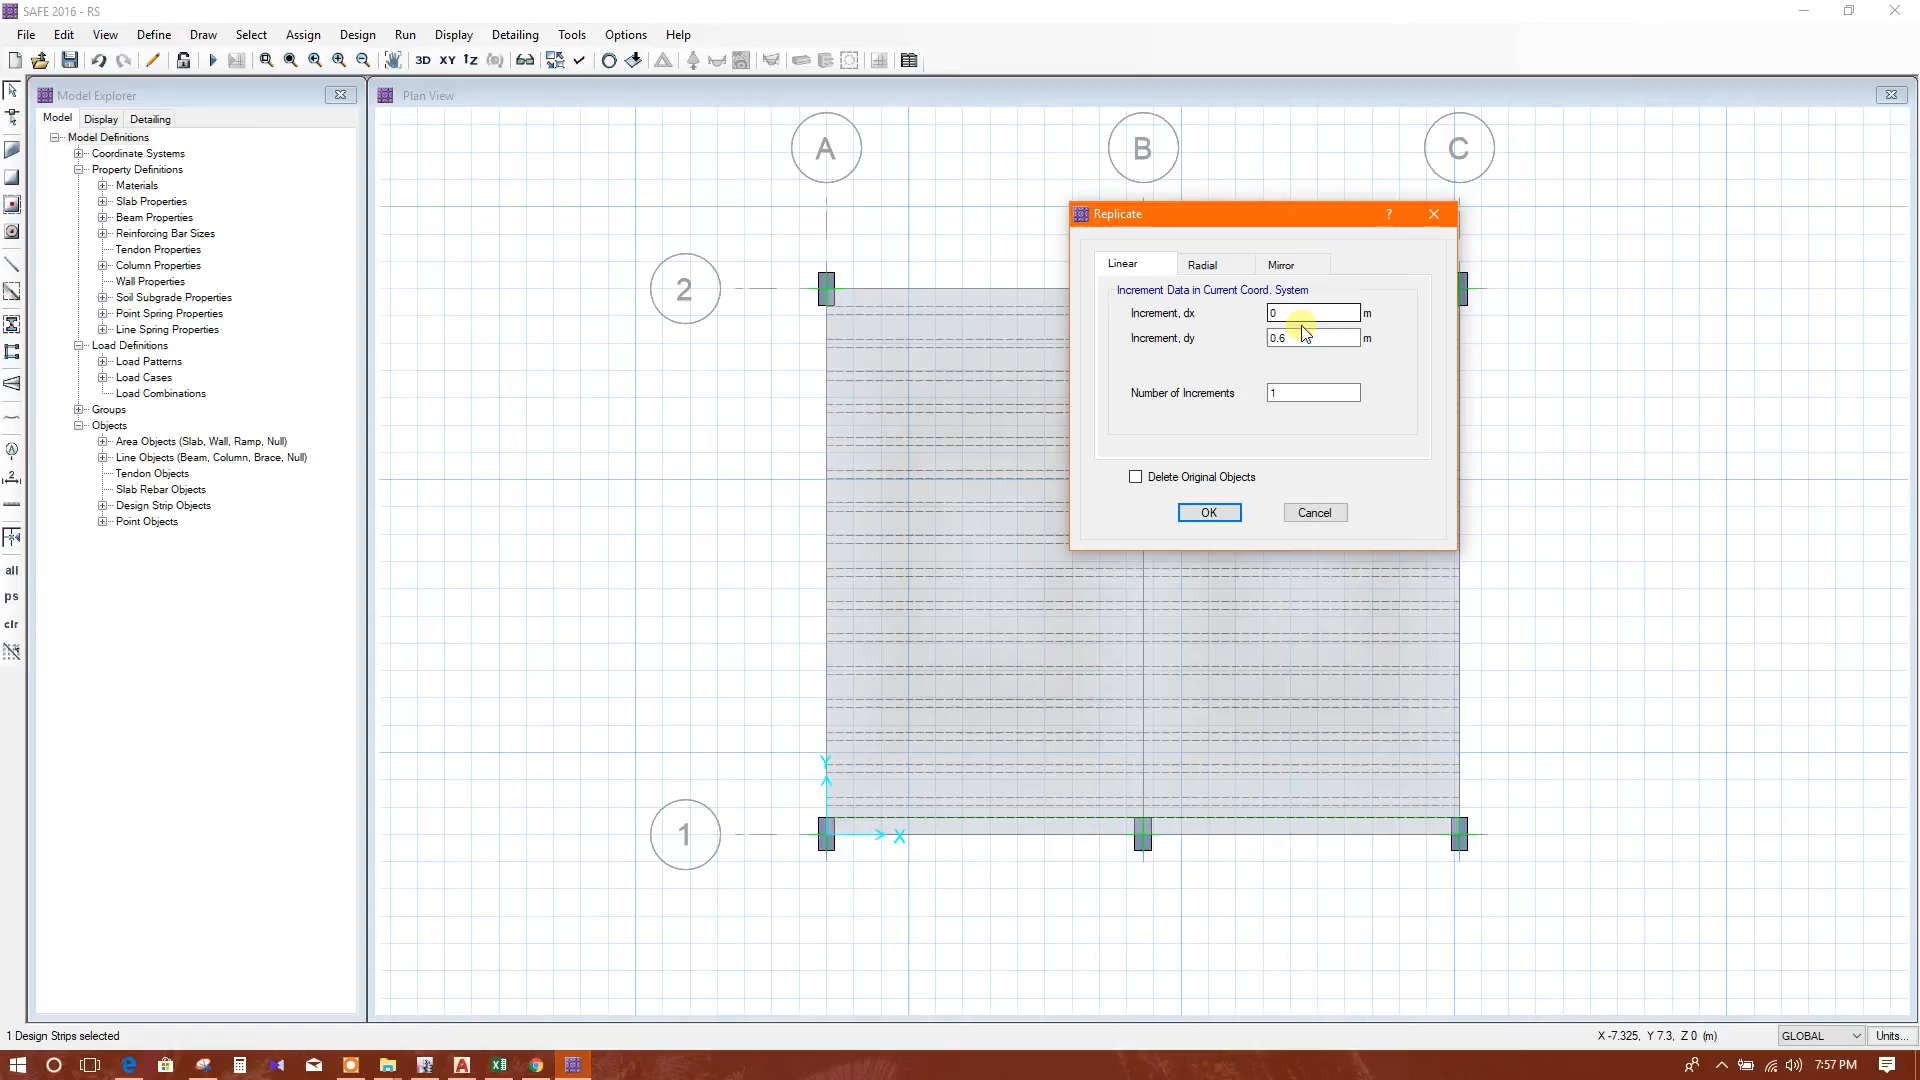 SAFE 2016 - RS
File Edit View Define Draw Select Assign Design Run Display Detailing Tools Options Help
3D XY
Model Explorer
Plan View
Model Display Detailing
Model Definitions
Coordinate Systems
Property Definitions
Materials
Slab Properties
Beam Properties
Reinforcing Bar Sizes
Tendon Properties
Column Properties
Wall Properties
Soil Subgrade Properties
Point Spring Properties
Line Spring Properties
Load Definitions
Load Patterns
Load Cases
Load Combinations
Groups
Objects
Area Objects (Slab, Wall, Ramp, Null)
Line Objects (Beam, Column, Brace, Null)
Tendon Objects
Slab Rebar Objects
Design Strip Objects
Point Objects
all
ps
clr
A B C
2
1
Y
X
Replicate ?
Linear Radial Mirror
Increment Data in Current Coord. System
Increment, dx 0 m
Increment, dy 0.6 m
Number of Increments 1
Delete Original Objects
OK Cancel
1 Design Strips selected
X -7.325, Y 7.3, Z 0 (m)
GLOBAL
Units...
7:57 PM